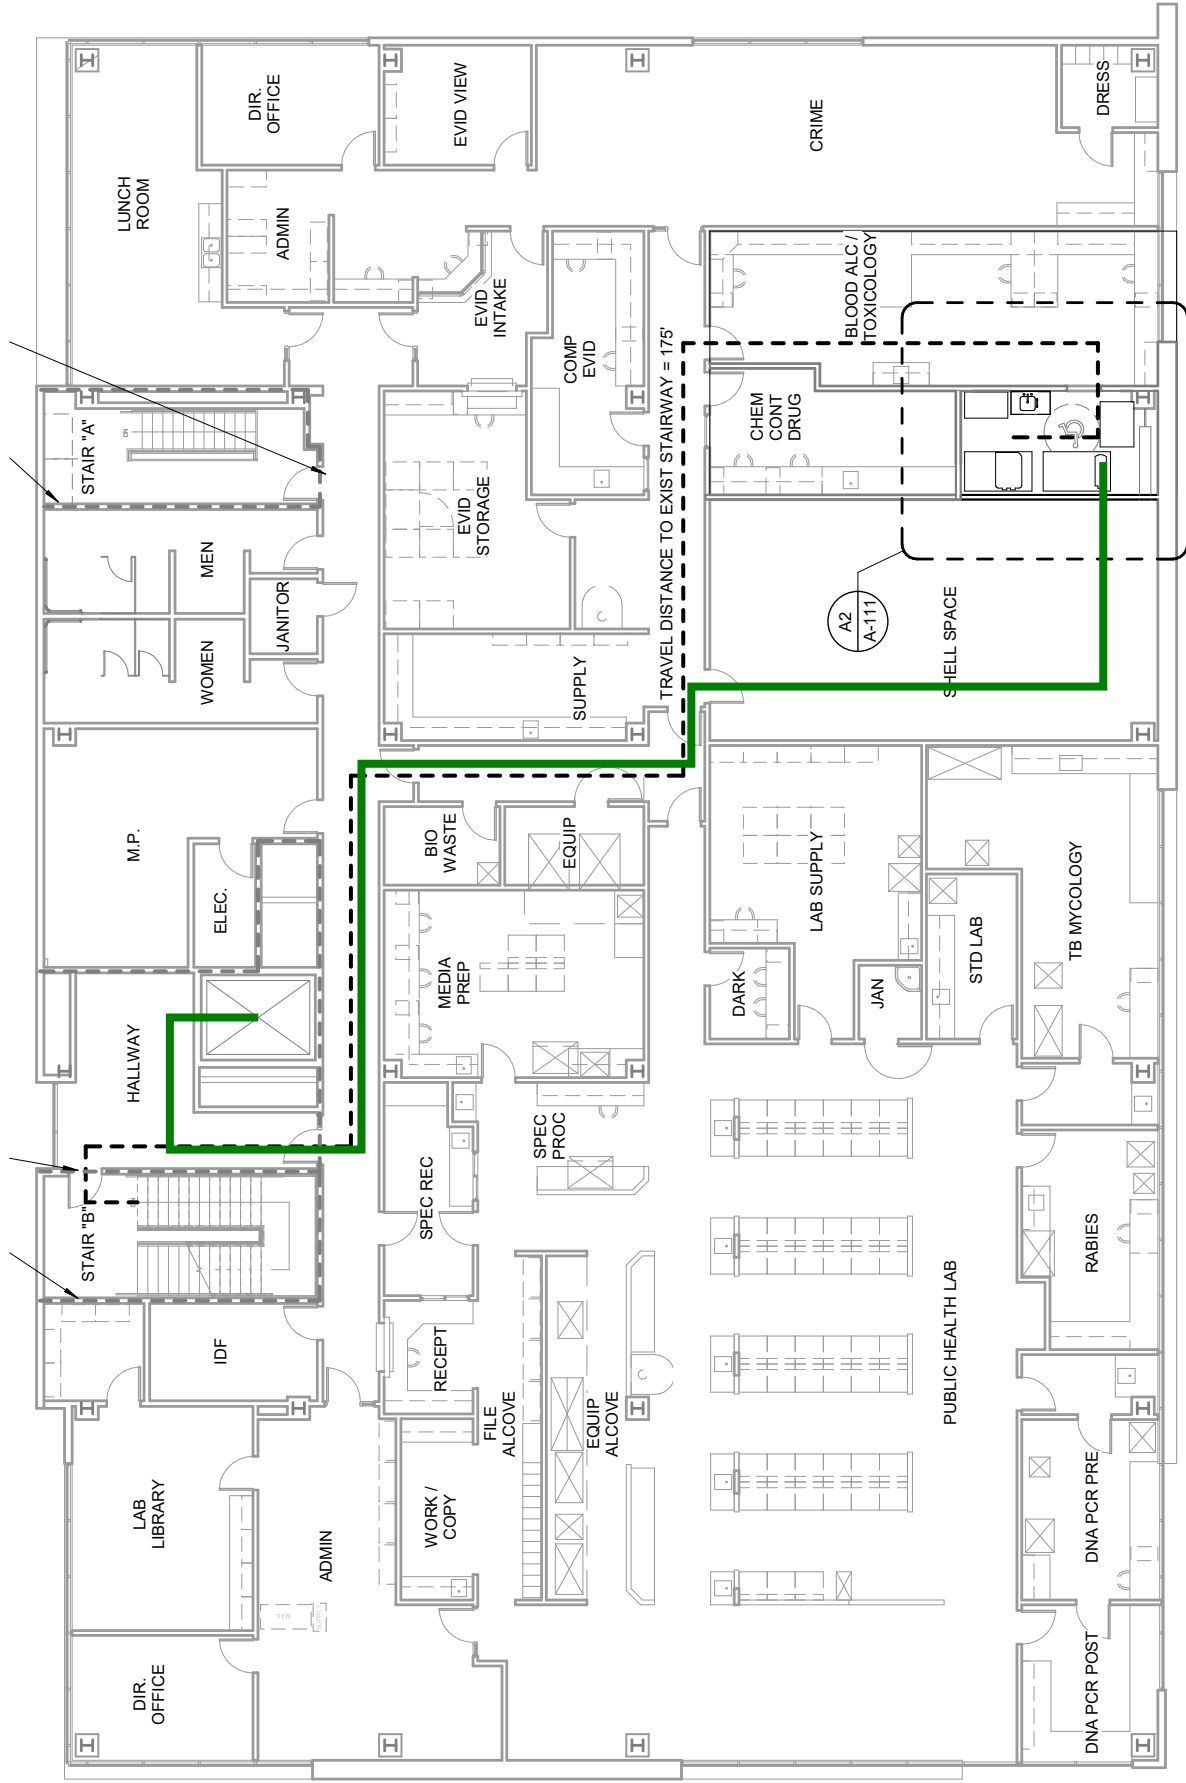 LUNCH
ROOM
DIR.
OFFICE
EVID VIEW
CRIME
DRESS
ADMIN
EVID
INTAKE
COMP
EVID
BLOOD ALC /
TOXICOLOGY
STAIR "A"
DN
EVID
STORAGE
CHEM
CONT
DRUG
TRAVEL DISTANCE TO EXIST STAIRWAY = 175'
MEN
JANITOR
WOMEN
SUPPLY
A2
A-111
SHELL SPACE
M.P.
ELEC.
BIO
WASTE
EQUIP
LAB SUPPLY
TB MYCOLOGY
STD LAB
MEDIA
PREP
DARK
JAN
HALLWAY
SPEC REC
SPEC
PROC
STAIR "B"
RABIES
IDF
RECEPT
FILE
ALCOVE
EQUIP
ALCOVE
PUBLIC HEALTH LAB
LAB
LIBRARY
ADMIN
WORK /
COPY
DNA PCR PRE
DIR.
OFFICE
DNA PCR POST